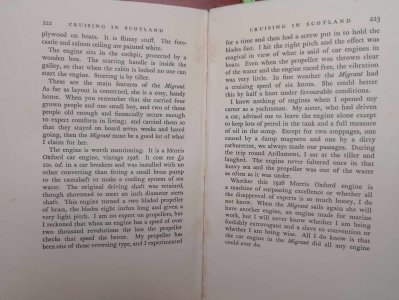 222 CRUISING IN SCOTLAND
plywood on boats. It is flimsy stuff. The fore-
castle and saloon ceiling are painted white.
The engine sits in the cockpit, protected by a
wooden box. The starting handle is inside the
galley, so that when the cabin is locked no one can
start the engine. Steering is by tiller.
These are the main features of the Migrant.
As far as layout is concerned, she is a cosy, handy
home. When you remember that she carried four
grown people and one small boy, and two of those
people old enough and financially secure enough
to expect comforts in living; and carried them so
that they stayed on board seven weeks and hated
going, then the Migrant must be a good lot of what
I claim for her.
The engine is worth mentioning. It is a Morris
Oxford car engine, vintage 1926. It cost £2
10s. od. in a car breakers and was installed with no
other converting than fitting a small brass pump
to the camshaft to make a cooling system of sea
water. The original driving shaft was retained,
though shortened to meet an inch diameter stern
shaft. This engine turned a two bladed propeller
of brass, the blades eight inches long and given a
very light pitch. I am no expert on propellers, but
I reckoned that when an engine has a speed of over
two thousand revolutions the less the propeller
checks that speed the better. My propeller has
been one of those reversing type, and I experimented
CRUISING IN SCOTLAND 223
for a time and then had a screw put in to hold the
blades fast. I hit the right pitch and the effect was
magical in view of what is said of car engines in
boats. Even when the propeller was thrown clear
of the water and the engine raced free, the vibration
was very little. In fine weather the Migrant had
a cruising speed of six knots. She could better
this by half a knot under favourable conditions.
I knew nothing of engines when I opened my
career as a yachtsman. My sister, who had driven
a car, advised me to leave the engine alone except
to keep lots of petrol in the tank and a full measure
of oil in the sump. Except for two stoppages, one
caused by a damp magneto and one by a dirty
carburetter, we always made our passages. During
the trip round Ardlamont, I sat at the tiller and
laughed. The engine never faltered once in that
heavy sea and the propeller was out of the water
as often as it was under.
Whether this 1926 Morris Oxford engine is
a machine of surpassing excellence or whether all
the disapproval of experts is so much hooey, I do
not know. When the Migrant sails again she will
have another engine, an engine made for marine
work, but I will never know whether I am being
foolishly extravagant and a slave to convention or
whether I am being wise. All I do know is that
the car engine in the Migrant did all any engine
could ever do.